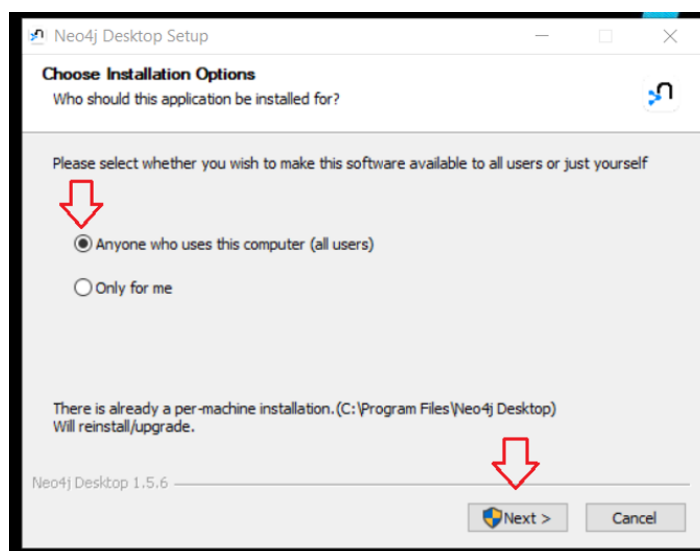 Neo4j Desktop Setup
Choose Installation Options
Who should this application be installed for?
Please select whether you wish to make this software available to all users or just yourself
Anyone who uses this computer (all users)
Only for me
There is already a per-machine installation.(C:\Program Files\Neo4j Desktop)
Will reinstall/upgrade.
Neo4j Desktop 1.5.6
Next >
Cancel